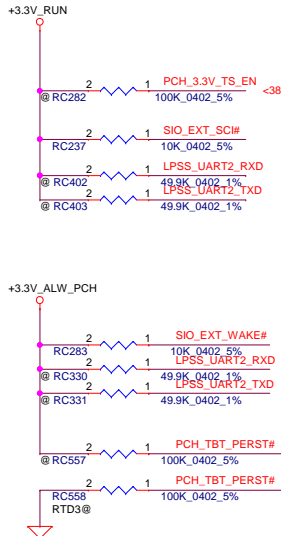 +3.3V_RUN
2 1 PCH_3.3V_TS_EN <38
@ RC282 100K_0402_5%
2 1 SIO_EXT_SCI#
RC237 10K_0402_5%
2 1 LPSS_UART2_RXD
@ RC402 49.9K_0402_1%
2 1 LPSS_UART2_TXD
@ RC403 49.9K_0402_1%
+3.3V_ALW_PCH
2 1 SIO_EXT_WAKE#
RC283 10K_0402_5%
2 1 LPSS_UART2_RXD
@ RC330 49.9K_0402_1%
2 1 LPSS_UART2_TXD
@ RC331 49.9K_0402_1%
2 1 PCH_TBT_PERST#
@ RC557 100K_0402_5%
2 1 PCH_TBT_PERST#
RC558 100K_0402_5%
RTD3@